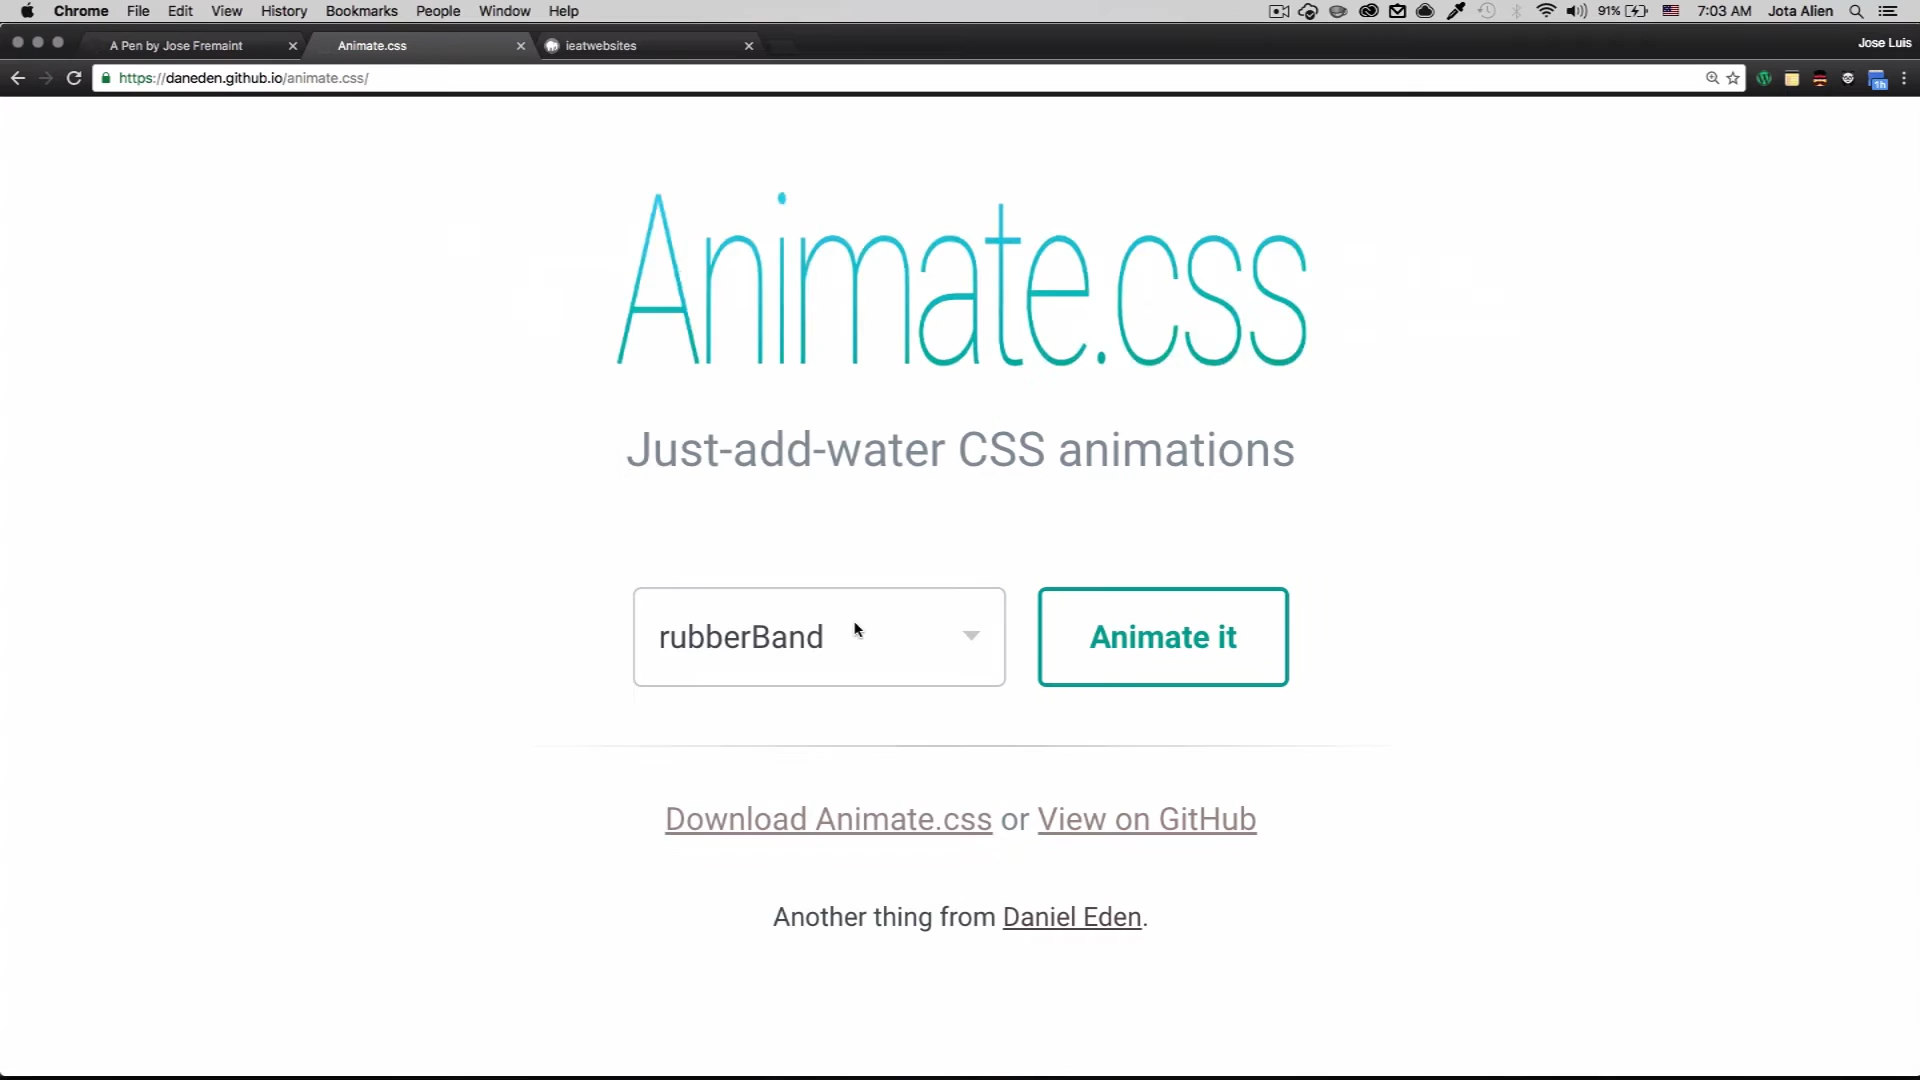 Chrome File Edit View History Bookmarks People Window Help 91% 7:03 AM Jota Alien
A Pen by Jose Fremaint Animate.css ieatwebsites Jose Luis
https://daneden.github.io/animate.css/
1h
Animate.css
Just-add-water CSS animations
rubberBand Animate it
Download Animate.css or View on GitHub
Another thing from Daniel Eden.